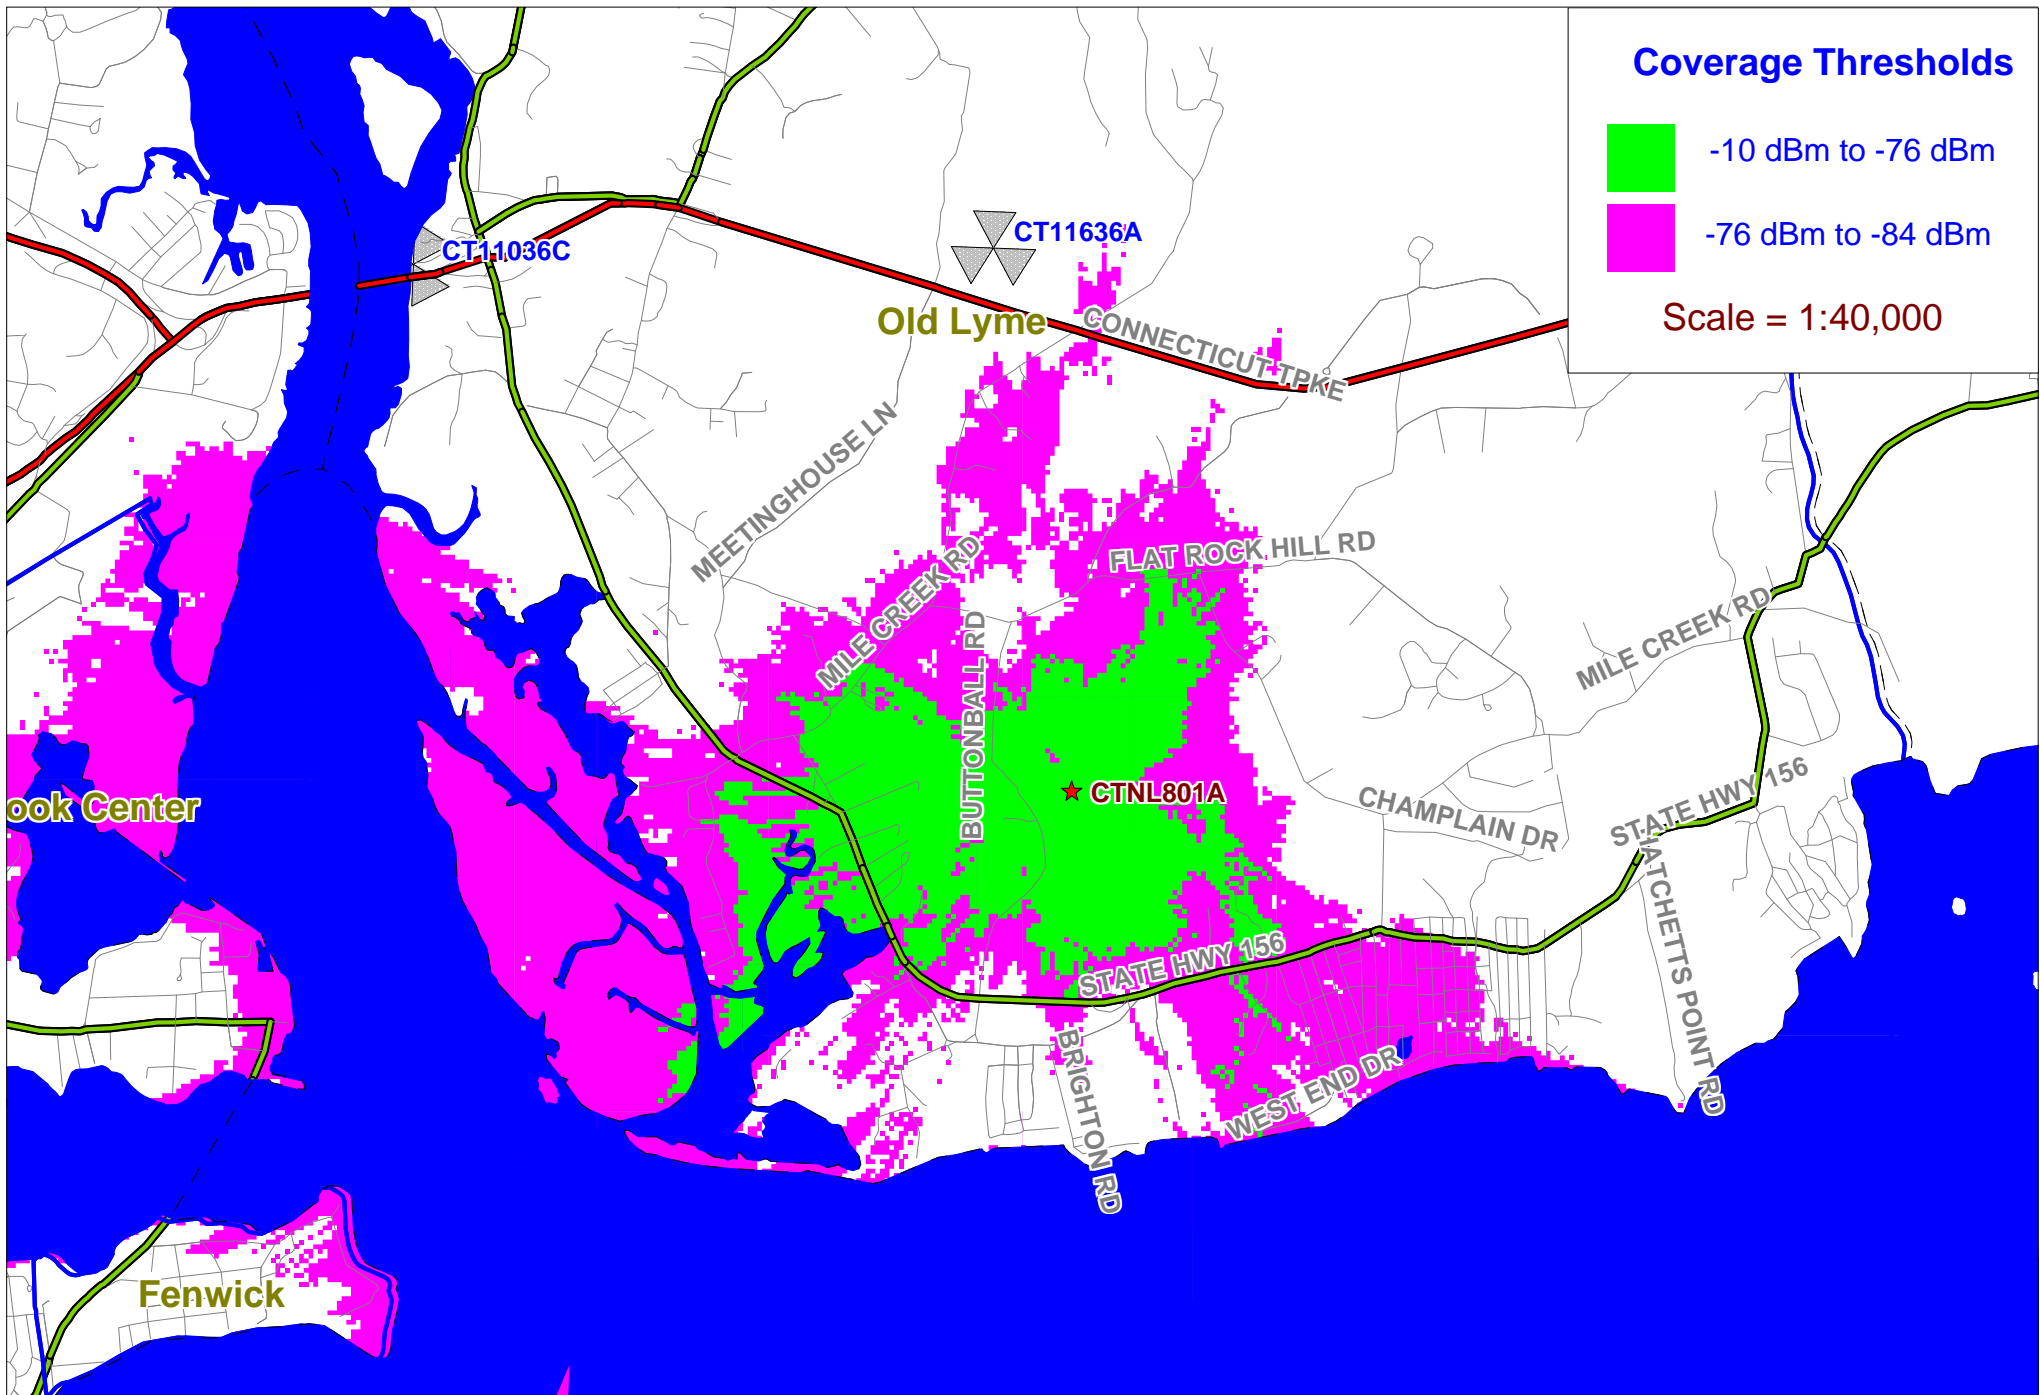 Coverage Thresholds
-10 dBm to -76 dBm
-76 dBm to -84 dBm
Scale = 1:40,000
CT11036C
CT11636A
Old Lyme
CONNECTICUT TPKE
MEETINGHOUSE LN
MILE CREEK RD
FLAT ROCK HILL RD
BUTTONBALL RD
MILE CREEK RD
CTNL801A
ook Center
CHAMPLAIN DR
STATE HWY 156
HATCHETTS POINT RD
STATE HWY 156
BRIGHTON RD
WEST END DR
Fenwick